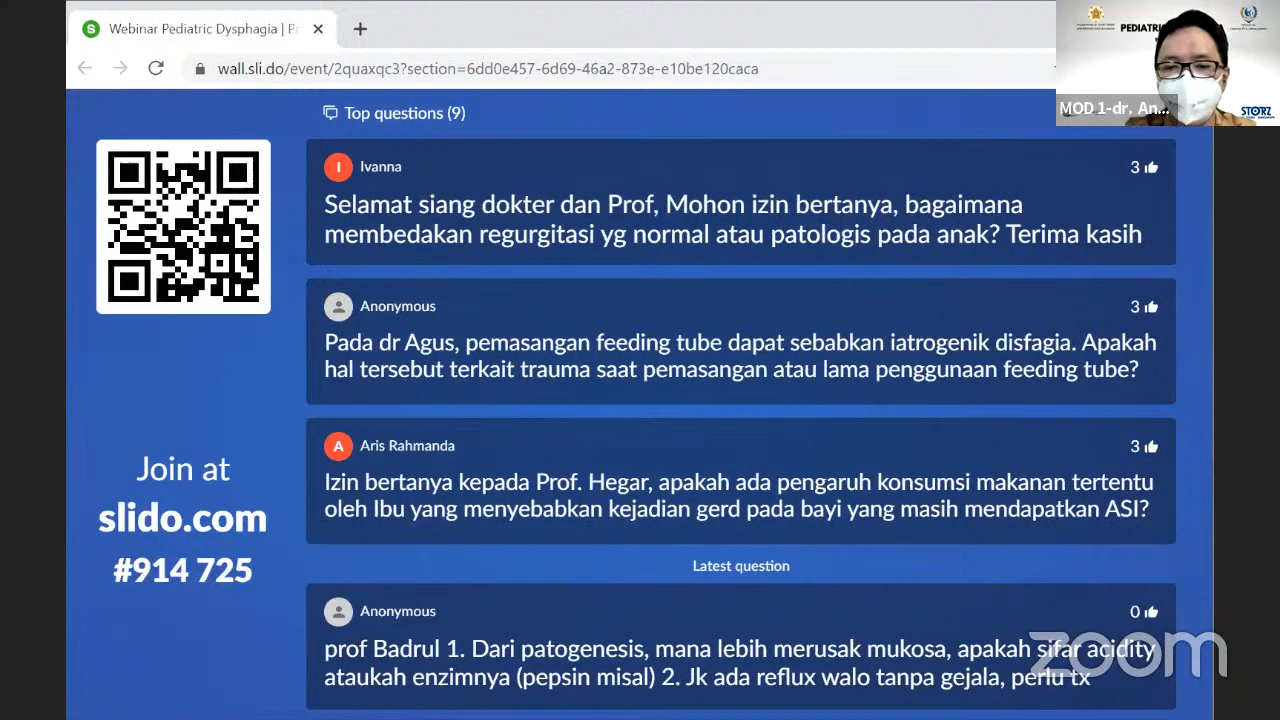 Webinar Pediatric Dysphagia | Pr
wall.sli.do/event/2quaxqc3?section=6dd0e457-6d69-46a2-873e-e10be120caca
PEDIATRI
MOD 1-dr. An...
STORZ
Top questions (9)
Ivanna
3
Selamat siang dokter dan Prof, Mohon izin bertanya, bagaimana
membedakan regurgitasi yg normal atau patologis pada anak? Terima kasih
Anonymous
3
Pada dr Agus, pemasangan feeding tube dapat sebabkan iatrogenik disfagia. Apakah
hal tersebut terkait trauma saat pemasangan atau lama penggunaan feeding tube?
A
Aris Rahmanda
3
Izin bertanya kepada Prof. Hegar, apakah ada pengaruh konsumsi makanan tertentu
oleh Ibu yang menyebabkan kejadian gerd pada bayi yang masih mendapatkan ASI?
Join at
slido.com
#914 725
Latest question
Anonymous
0
prof Badrul 1. Dari patogenesis, mana lebih merusak mukosa, apakah sifar acidity
ataukah enzimnya (pepsin misal) 2. Jk ada reflux walo tanpa gejala, perlu tx
zoom